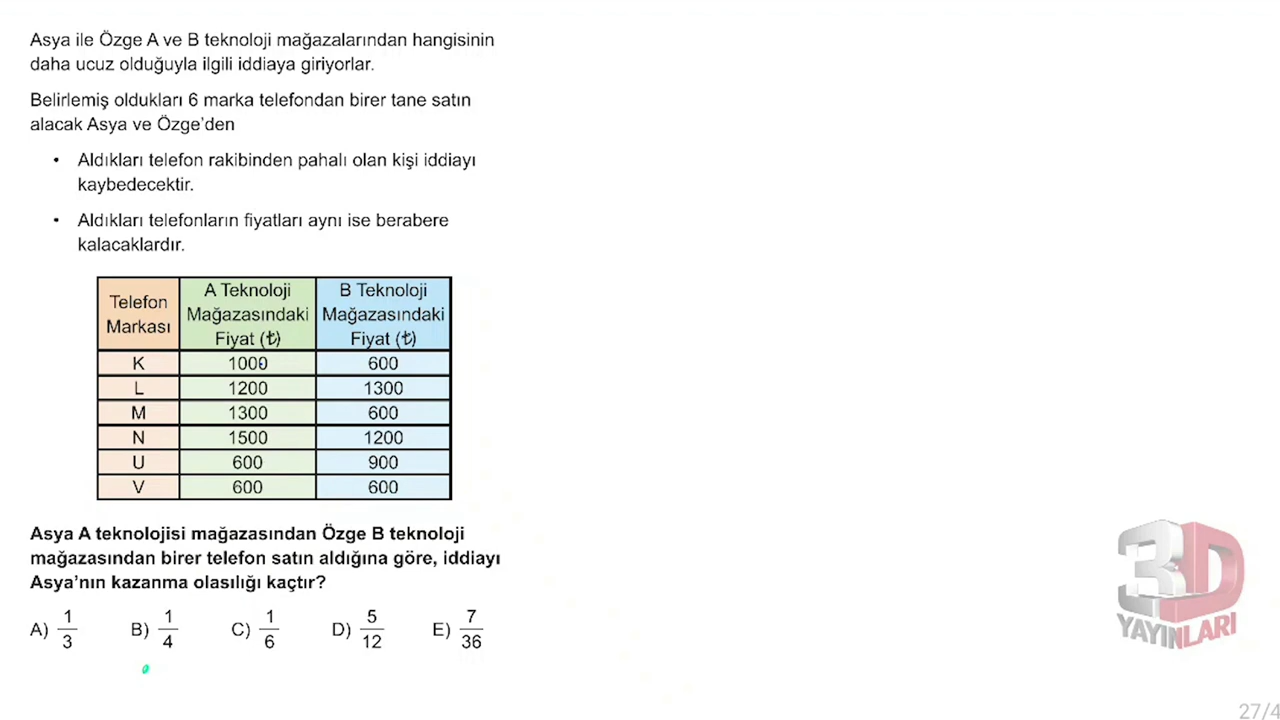 Asya ile Özge A ve B teknoloji mağazalarından hangisinin
daha ucuz olduğuyla ilgili iddiaya giriyorlar.
Belirlemiş oldukları 6 marka telefondan birer tane satın
alacak Asya ve Özge'den
• Aldıkları telefon rakibinden pahalı olan kişi iddiayı
kaybedecektir.
• Aldıkları telefonların fiyatları aynı ise berabere
kalacaklardır.
Telefon Markası | A Teknoloji Mağazasındaki Fiyat (₺) | B Teknoloji Mağazasındaki Fiyat (₺)
K 1000 600
L 1200 1300
M 1300 600
N 1500 1200
U 600 900
V 600 600
Asya A teknolojisi mağazasından Özge B teknoloji
mağazasından birer telefon satın aldığına göre, iddiayı
Asya'nın kazanma olasılığı kaçtır?
A) 1/3 B) 1/4 C) 1/6 D) 5/12 E) 7/36
3D
YAYINLARI
27/4